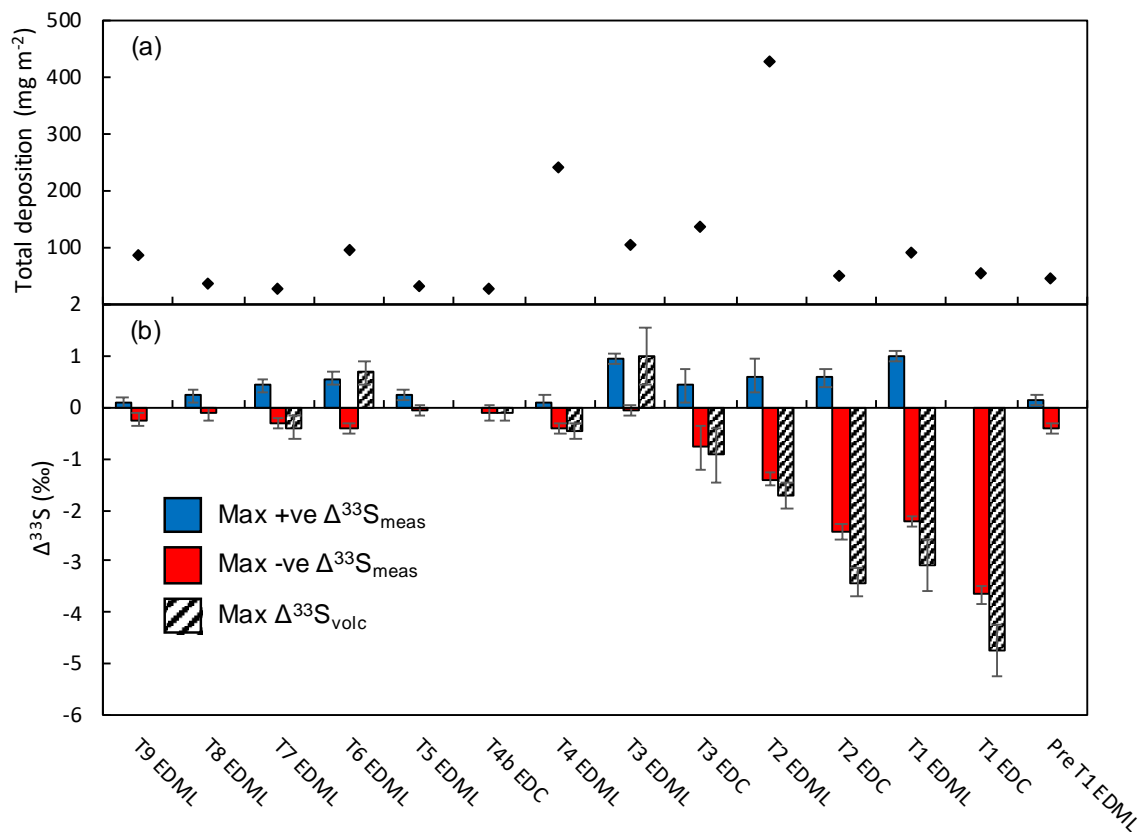 500
400
300
200
100
2
Total deposition (mg m⁻²)
(a)
(b)
1
0
-1
-2
-3
-4
-5
-6
Δ³³S (‰)
Max +ve Δ³³Smeas
Max -ve Δ³³Smeas
Max Δ³³Svolc
T9 EDML
T8 EDML
T7 EDML
T6 EDML
T5 EDML
T4b EDC
T4 EDML
T3 EDML
T3 EDC
T2 EDML
T2 EDC
T1 EDML
T1 EDC
Pre T1 EDML